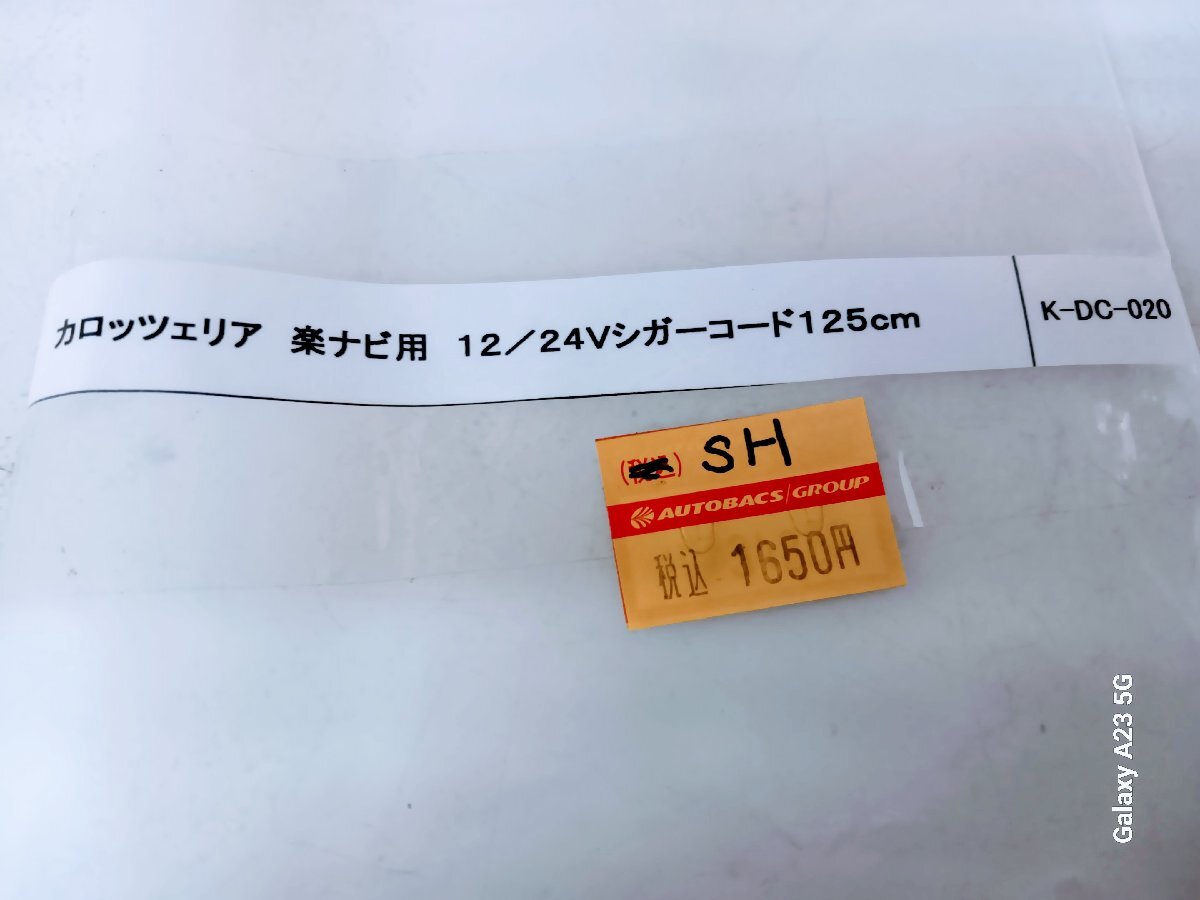 カロッツェリア 楽ナビ用 12／24Vシガーコード125cm
K-DC-020
(税込) SH
AUTOBACS/GROUP
税込 1650円
Galaxy A23 5G